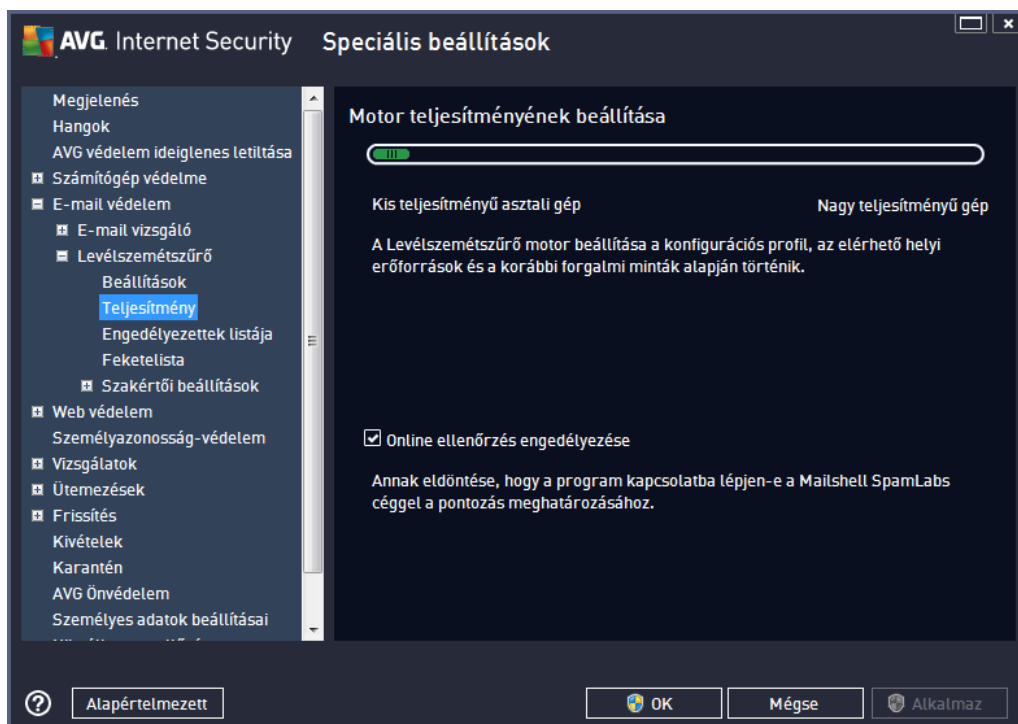 AVG. Internet Security Speciális beállítások
Megjelenés
Hangok
AVG védelem ideiglenes letiltása
Számítógép védelme
E-mail védelem
E-mail vizsgáló
Levélszemétszűrő
Beállítások
Teljesítmény
Engedélyezettek listája
Feketelista
Szakértői beállítások
Web védelem
Személyazonosság-védelem
Vizsgálatok
Ütemezések
Frissítés
Kivételek
Karantén
AVG Önvédelem
Személyes adatok beállításai
Motor teljesítményének beállítása
Kis teljesítményű asztali gép Nagy teljesítményű gép
A Levélszemétszűrő motor beállítása a konfigurációs profil, az elérhető helyi
erőforrások és a korábbi forgalmi minták alapján történik.
Online ellenőrzés engedélyezése
Annak eldöntése, hogy a program kapcsolatba lépjen-e a Mailshell SpamLabs
céggel a pontozás meghatározásához.
? Alapértelmezett OK Mégse Alkalmaz